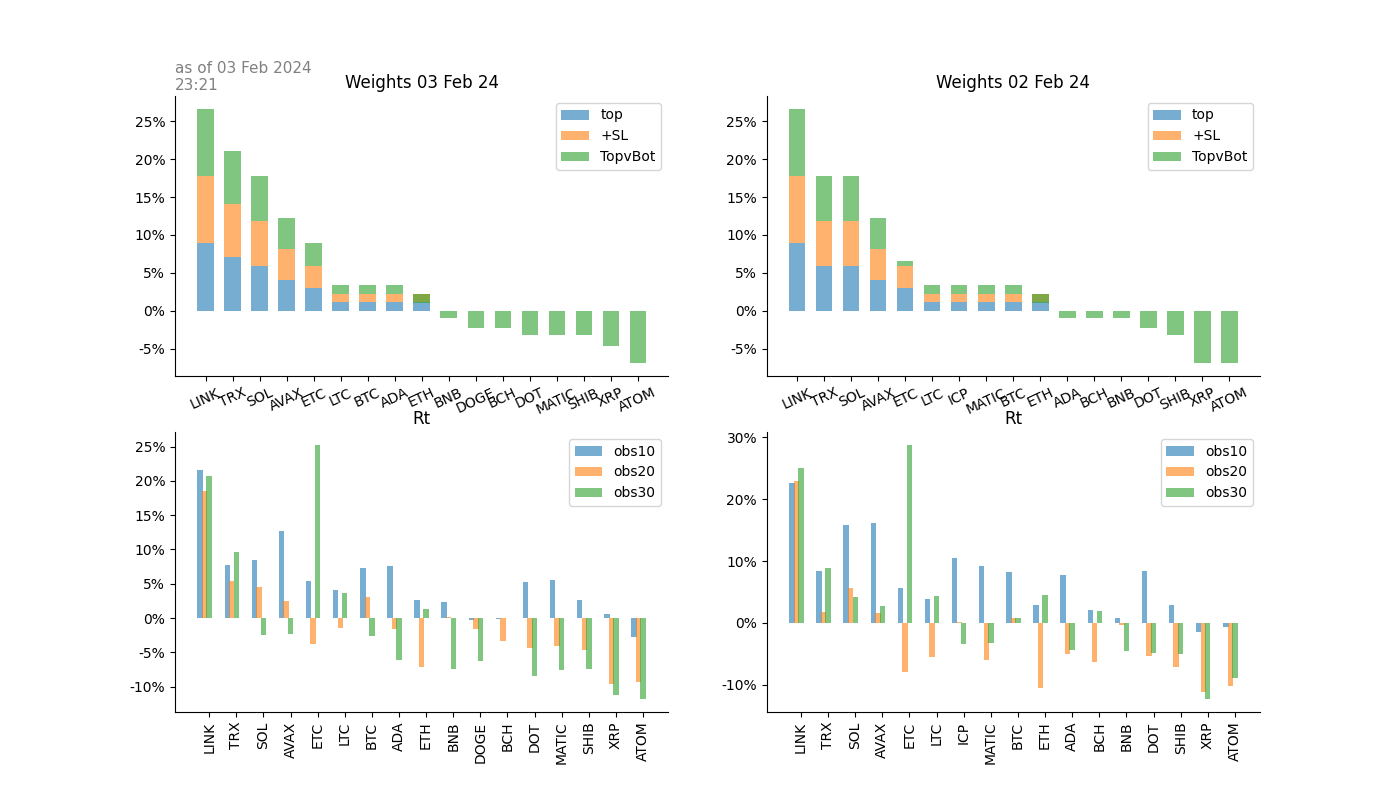 as of 03 Feb 2024
23:21
Weights 03 Feb 24
25%
20%
15%
10%
5%
0%
-5%
top
+SL
TopvBot
LINK TRX SOL AVAX ETC LTC BTC ADA ETH BNB DOGE BCH DOT MATIC SHIB XRP ATOM
Weights 02 Feb 24
25%
20%
15%
10%
5%
0%
-5%
top
+SL
TopvBot
LINK TRX SOL AVAX ETC LTC ICP MATIC BTC ETH ADA BCH BNB DOT SHIB XRP ATOM
Rt
25%
20%
15%
10%
5%
0%
-5%
-10%
obs10
obs20
obs30
LINK TRX SOL AVAX ETC LTC BTC ADA ETH BNB DOGE BCH DOT MATIC SHIB XRP ATOM
Rt
30%
20%
10%
0%
-10%
obs10
obs20
obs30
LINK TRX SOL AVAX ETC LTC ICP MATIC BTC ETH ADA BCH BNB DOT SHIB XRP ATOM